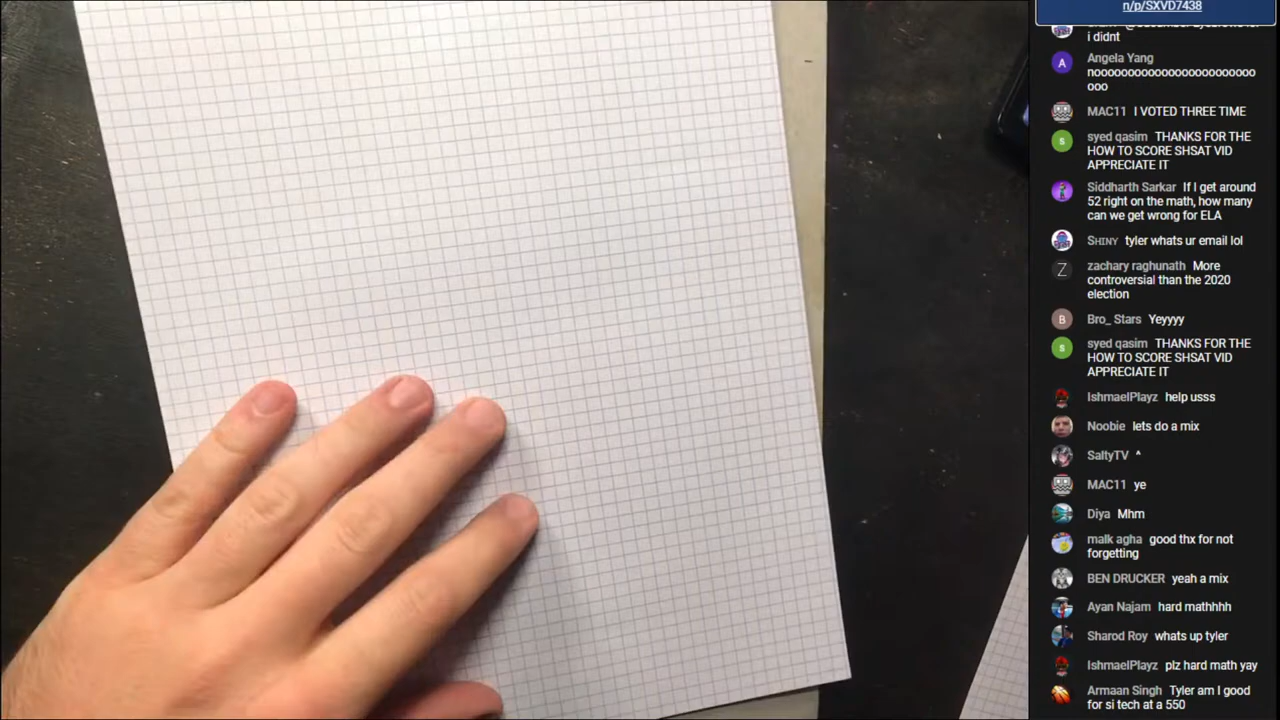 n/p/SXVD7438
i didnt
Angela Yang
nooooooooooooooooooooooooo
ooo
MAC11 I VOTED THREE TIME
syed qasim THANKS FOR THE
HOW TO SCORE SHSAT VID
APPRECIATE IT
Siddharth Sarkar If I get around
52 right on the math, how many
can we get wrong for ELA
SHINY tyler whats ur email lol
zachary raghunath More
controversial than the 2020
election
Bro_ Stars Yeyyyy
syed qasim THANKS FOR THE
HOW TO SCORE SHSAT VID
APPRECIATE IT
IshmaelPlayz help usss
Noobie lets do a mix
SaltyTV ^
MAC11 ye
Diya Mhm
malk agha good thx for not
forgetting
BEN DRUCKER yeah a mix
Ayan Najam hard mathhhh
Sharod Roy whats up tyler
IshmaelPlayz plz hard math yay
Armaan Singh Tyler am I good
for si tech at a 550